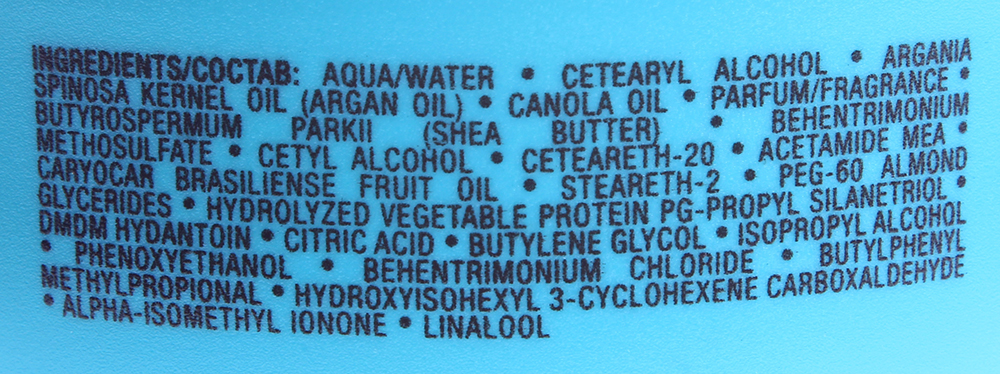 INGREDIENTS/COCTAB: AQUA/WATER • CETEARYL ALCOHOL • ARGANIA
SPINOSA KERNEL OIL (ARGAN OIL) • CANOLA OIL • PARFUM/FRAGRANCE •
BUTYROSPERMUM PARKII (SHEA BUTTER) • BEHENTRIMONIUM
METHOSULFATE • CETYL ALCOHOL • CETEARETH-20 • ACETAMIDE MEA •
CARYOCAR BRASILIENSE FRUIT OIL • STEARETH-2 • PEG-60 ALMOND
GLYCERIDES • HYDROLYZED VEGETABLE PROTEIN PG-PROPYL SILANETRIOL •
DMDM HYDANTOIN • CITRIC ACID • BUTYLENE GLYCOL • ISOPROPYL ALCOHOL
• PHENOXYETHANOL • BEHENTRIMONIUM CHLORIDE • BUTYLPHENYL
METHYLPROPIONAL • HYDROXYISOHEXYL 3-CYCLOHEXENE CARBOXALDEHYDE
• ALPHA-ISOMETHYL IONONE • LINALOOL